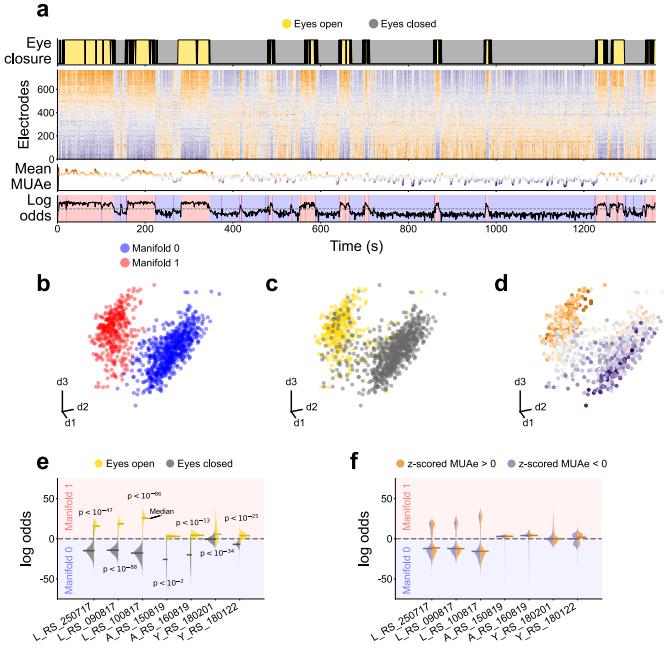 a
Eyes open
Eyes closed
Eye
closure
Electrodes
600
400
200
0
Mean
MUAe
Log
odds
0
200
400
600
800
1000
1200
Time (s)
Manifold 0
Manifold 1
b
c
d
d3
d2
d1
d3
d2
d1
d3
d2
d1
e
Eyes open
Eyes closed
log odds
50
0
−50
Manifold 1
Manifold 0
p < 10⁻⁴⁷
p < 10⁻⁸⁶
Median
p < 10⁻¹³
p < 10⁻²⁵
p < 10⁻⁸⁸
p < 10⁻²
p < 10⁻³⁴
L_RS_250717
L_RS_090817
L_RS_100817
A_RS_150819
A_RS_160819
Y_RS_180201
Y_RS_180122
f
z-scored MUAe > 0
z-scored MUAe < 0
log odds
50
0
−50
Manifold 1
Manifold 0
L_RS_250717
L_RS_090817
L_RS_100817
A_RS_150819
A_RS_160819
Y_RS_180201
Y_RS_180122